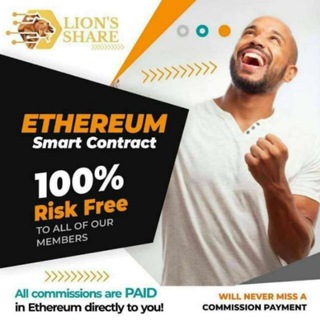 LION'S
SHARE
ETHEREUM
Smart Contract
100%
Risk Free
TO ALL OF OUR
MEMBERS
All commissions are PAID
in Ethereum directly to you!
WILL NEVER MISS A
COMMISSION PAYMENT